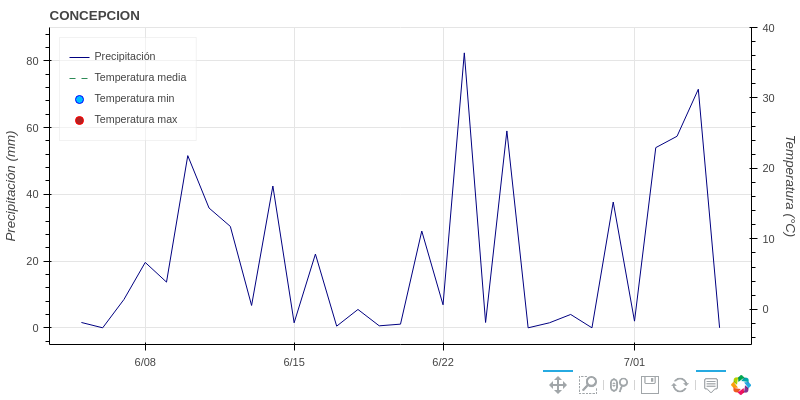 CONCEPCION
Precipitación
Temperatura media
Temperatura min
Temperatura max
Precipitación (mm)
80
60
40
20
0
Temperatura (°C)
40
30
20
10
0
6/08
6/15
6/22
7/01